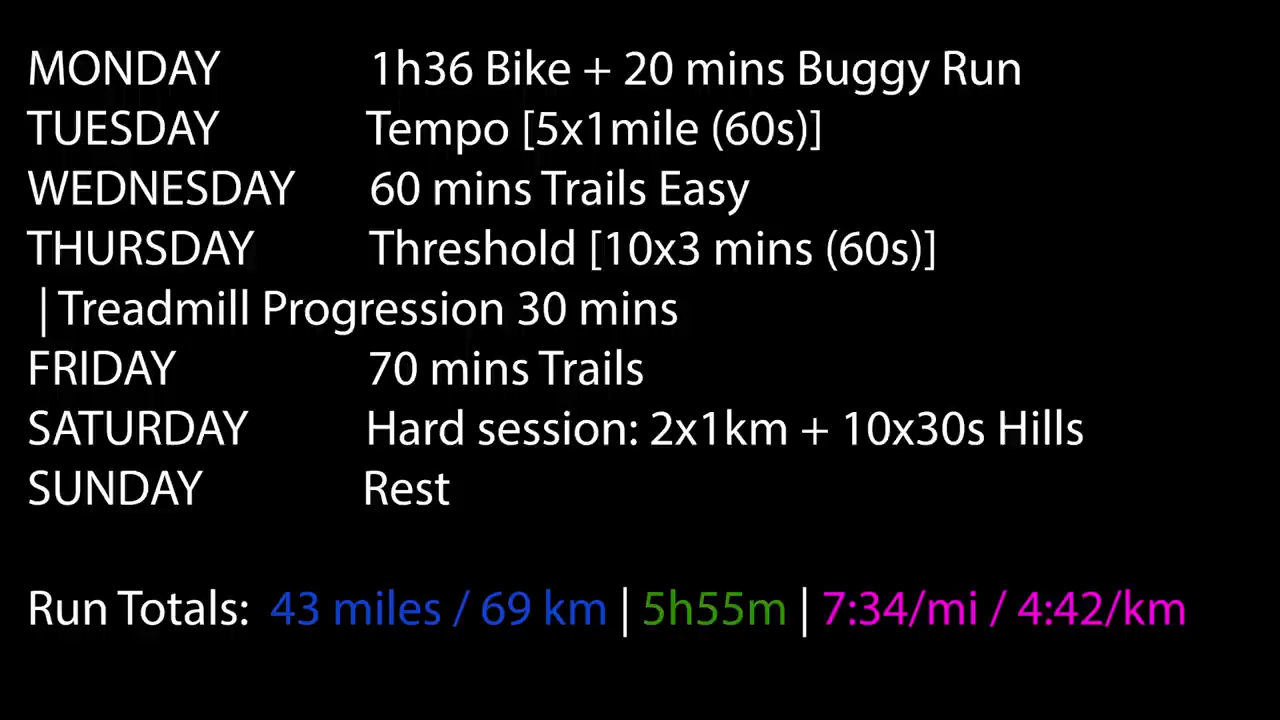 MONDAY 1h36 Bike + 20 mins Buggy Run
TUESDAY Tempo [5x1mile (60s)]
WEDNESDAY 60 mins Trails Easy
THURSDAY Threshold [10x3 mins (60s)]
| Treadmill Progression 30 mins
FRIDAY 70 mins Trails
SATURDAY Hard session: 2x1km + 10x30s Hills
SUNDAY Rest
Run Totals: 43 miles / 69 km | 5h55m | 7:34/mi / 4:42/km